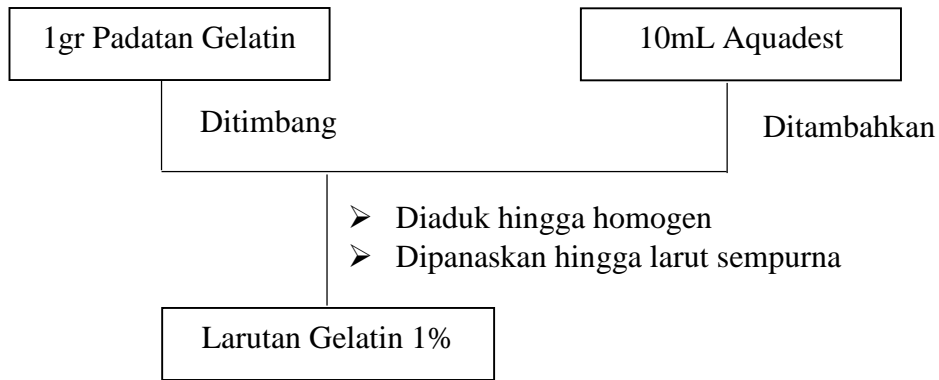 1gr Padatan Gelatin
10mL Aquadest
Ditimbang
Ditambahkan
➢ Diaduk hingga homogen
➢ Dipanaskan hingga larut sempurna
Larutan Gelatin 1%